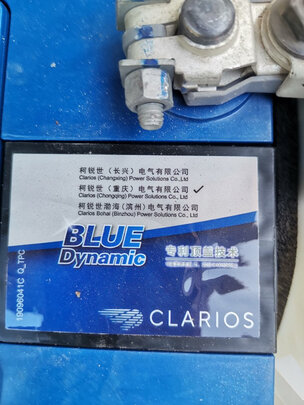 柯锐世（长兴）电气有限公司
Clarios (Changxing) Power Solutions Co., Ltd
柯锐世（重庆）电气有限公司
Clarios (Chongqing) Power Solutions Co., Ltd
柯锐世渤海（滨州）电气有限公司
Clarios Bohai (Binzhou) Power Solutions Co., Ltd
BLUE
Dynamic
专利顶盖技术
CLARIOS
19096041C Q_TPC